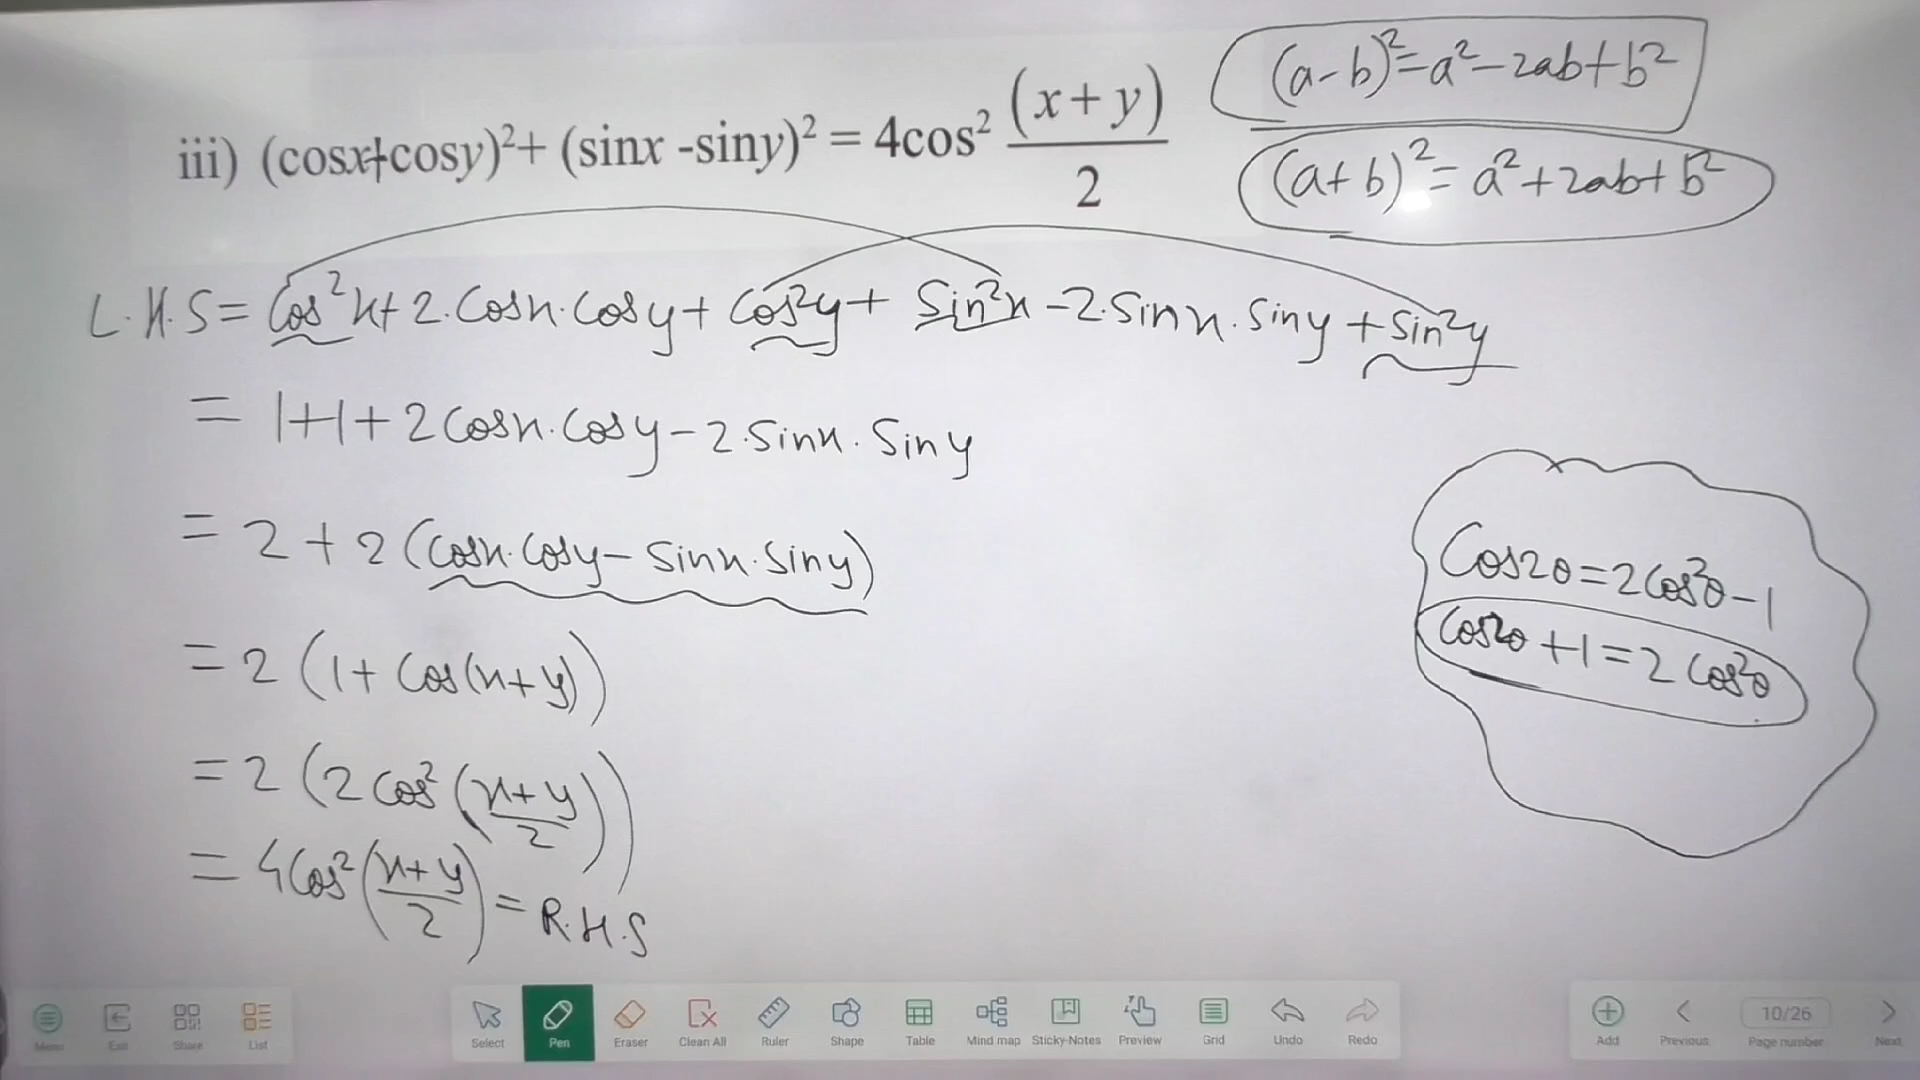 iii) (cosx+cosy)²+ (sinx -siny)² = 4cos² (x+y)/2
(a-b)²=a²-2ab+b²
(a+b)²=a²+2ab+b²
L.H.S= Cos²x+2.Cosx.Cosy+Cos²y+ Sin²x-2.Sinx.Siny+Sin²y
= 1+1+2Cosx.Cosy-2.Sinx.Siny
= 2+2(Cosx.Cosy-Sinx.Siny)
= 2(1+Cos(x+y))
= 2(2Cos²(x+y/2))
= 4Cos²(x+y/2) = R.H.S
Cos2θ=2Cos²θ-1
Cos2θ+1=2Cos²θ
Menu Exit Share List Select Pen Eraser Clean All Ruler Shape Table Mind map Sticky-Notes Preview Grid Undo Redo Add Previous 10/26 Page number Next